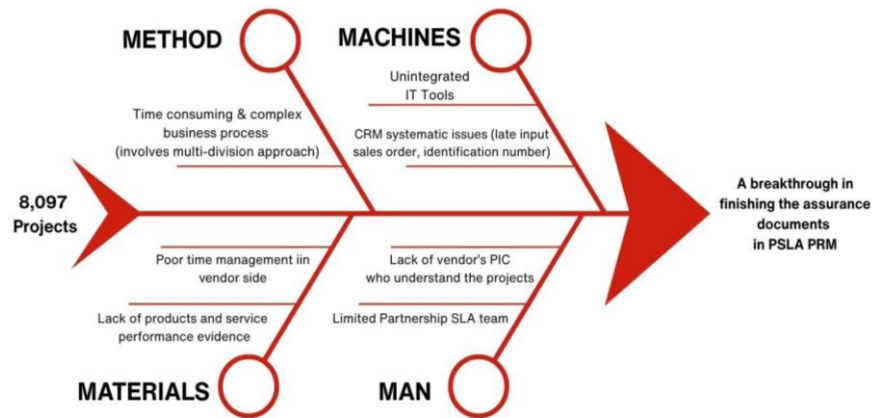 METHOD
MACHINES
Unintegrated
IT Tools
Time consuming & complex
business process
(involves multi-division approach)
CRM systematic issues (late input
sales order, identification number)
8,097
Projects
A breakthrough in
finishing the assurance
documents
in PSLA PRM
Poor time management iin
vendor side
Lack of vendor's PIC
who understand the projects
Lack of products and service
performance evidence
Limited Partnership SLA team
MATERIALS
MAN